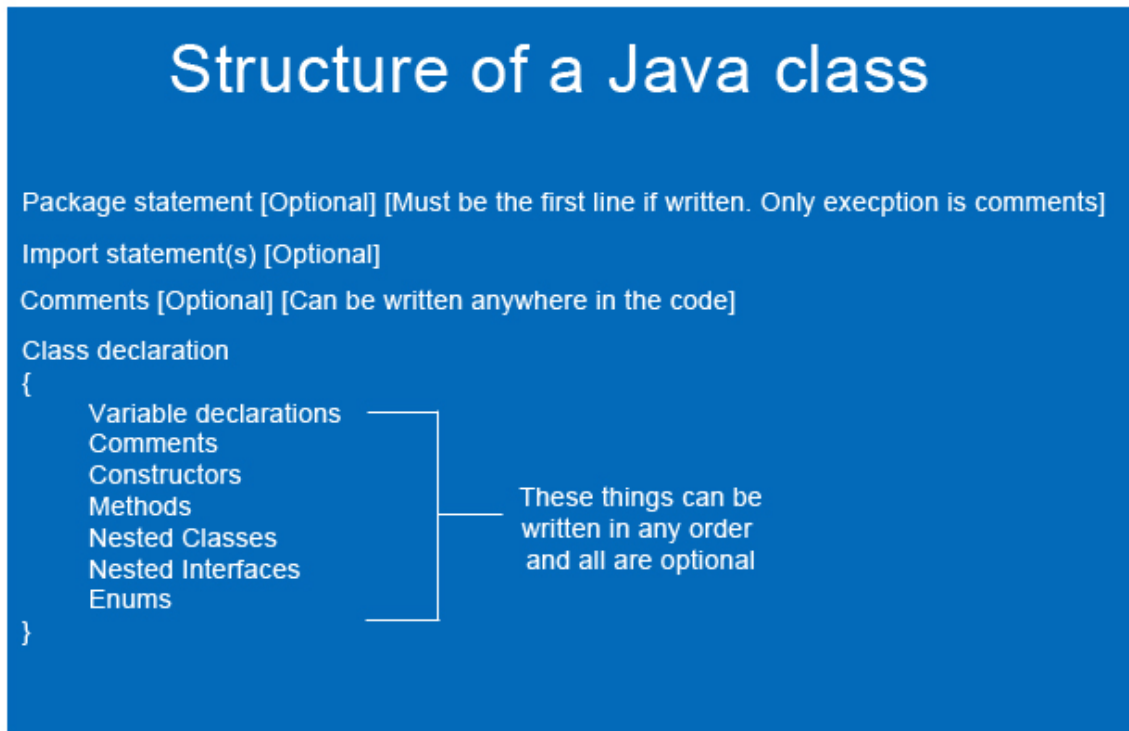 Structure of a Java class
Package statement [Optional] [Must be the first line if written. Only execption is comments]
Import statement(s) [Optional]
Comments [Optional] [Can be written anywhere in the code]
Class declaration
{
Variable declarations
Comments
Constructors
Methods
Nested Classes
Nested Interfaces
Enums
These things can be
written in any order
and all are optional
}